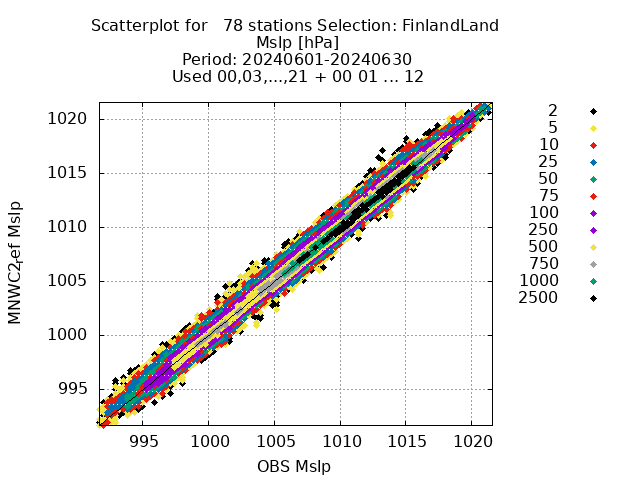 Scatterplot for 78 stations Selection: FinlandLand
Mslp [hPa]
Period: 20240601-20240630
Used 00,03,...,21 + 00 01 ... 12
MNWC2_ref Mslp
1020
1015
1010
1005
1000
995
995 1000 1005 1010 1015 1020
OBS Mslp
2
5
10
25
50
75
100
250
500
750
1000
2500